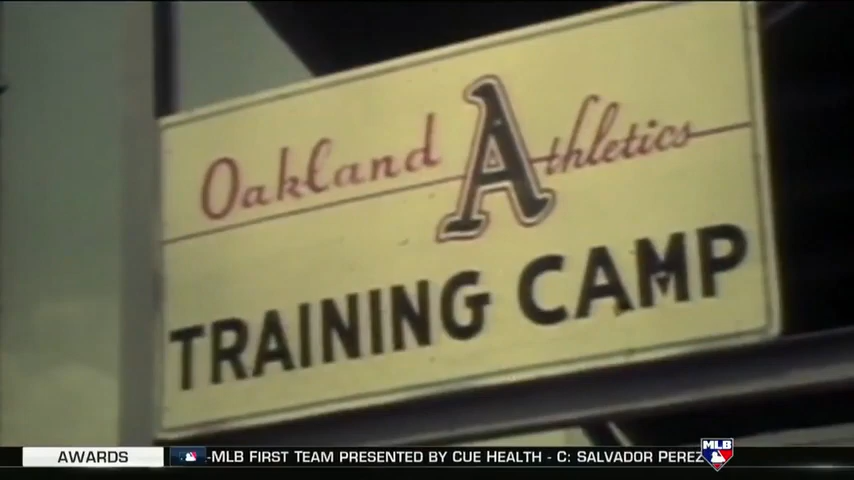 Oakland Athletics
TRAINING CAMP
AWARDS
-MLB FIRST TEAM PRESENTED BY CUE HEALTH - C: SALVADOR PEREZ
MLB